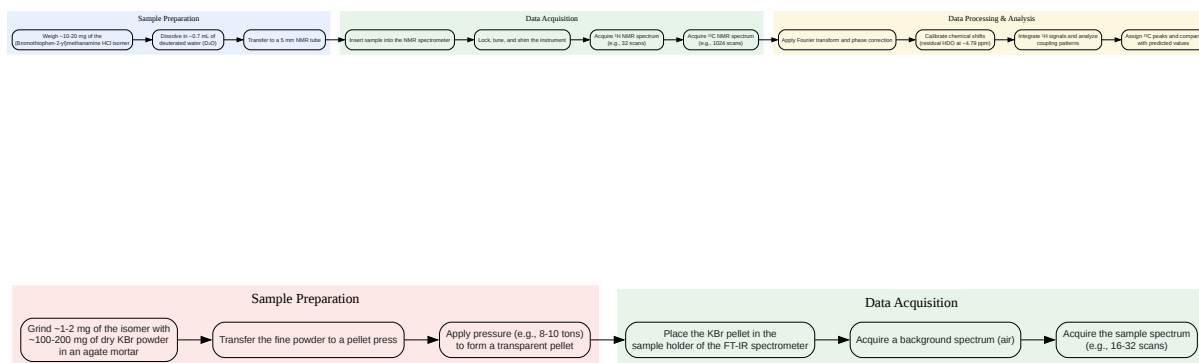 Sample Preparation
Weigh ~10-20 mg of the
(Bromothiophen-2-yl)methanamine HCl isomer
Dissolve in ~0.7 mL of
deuterated water (D₂O)
Transfer to a 5 mm NMR tube
Data Acquisition
Insert sample into the NMR spectrometer
Lock, tune, and shim the instrument
Acquire ¹H NMR spectrum
(e.g., 32 scans)
Acquire ¹³C NMR spectrum
(e.g., 1024 scans)
Data Processing & Analysis
Apply Fourier transform and phase correction
Calibrate chemical shifts
(residual HDO at ~4.79 ppm)
Integrate ¹H signals and analyze
coupling patterns
Assign ¹³C peaks and compar
with predicted values
Sample Preparation
Grind ~1-2 mg of the isomer with
~100-200 mg of dry KBr powder
in an agate mortar
Transfer the fine powder to a pellet press
Apply pressure (e.g., 8-10 tons)
to form a transparent pellet
Data Acquisition
Place the KBr pellet in the
sample holder of the FT-IR spectrometer
Acquire a background spectrum (air)
Acquire the sample spectrum
(e.g., 16-32 scans)